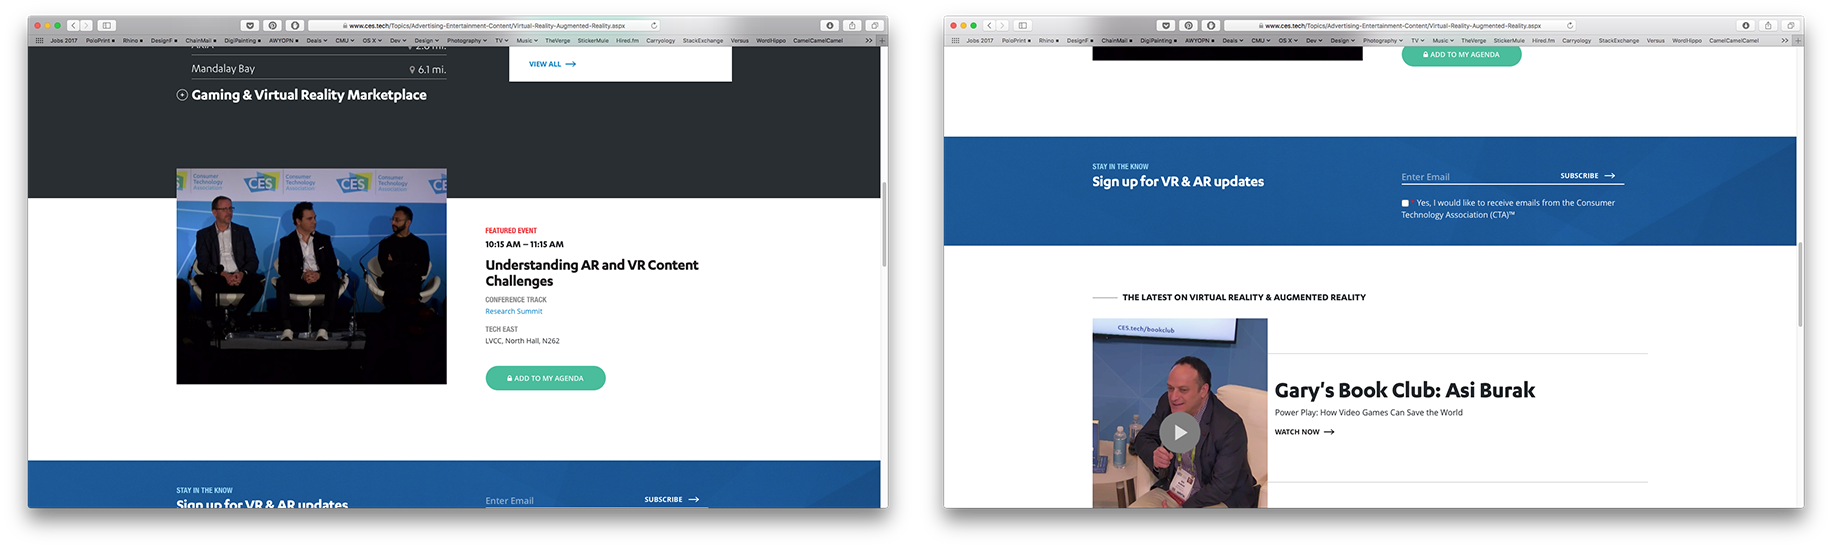 www.ces.tech/Topics/Advertising-Entertainment-Content/Virtual-Reality-Augmented-Reality.aspx
Jobs 2017 PoloPrint Rhino DesignF ChainMail DigiPainting AWYOPN Deals CMU OS X Dev Design Photography TV Music TheVerge StickerMule Hired.fm Carryology StackExchange Versus WordHippo CamelCamelCamel >> +
ARIA 2.6 mi.
Mandalay Bay 6.1 mi.
Gaming & Virtual Reality Marketplace
VIEW ALL →
CES Consumer Technology Association
CES Consumer Technology Association
CES
FEATURED EVENT
10:15 AM – 11:15 AM
Understanding AR and VR Content
Challenges
CONFERENCE TRACK
Research Summit
TECH EAST
LVCC, North Hall, N262
ADD TO MY AGENDA
STAY IN THE KNOW
Sign up for VR & AR updates
Enter Email SUBSCRIBE →
www.ces.tech/Topics/Advertising-Entertainment-Content/Virtual-Reality-Augmented-Reality.aspx
Jobs 2017 PoloPrint Rhino DesignF ChainMail DigiPainting AWYOPN Deals CMU OS X Dev Design Photography TV Music TheVerge StickerMule Hired.fm Carryology StackExchange Versus WordHippo CamelCamelCamel >> +
ADD TO MY AGENDA
STAY IN THE KNOW
Sign up for VR & AR updates
Enter Email SUBSCRIBE →
* Yes, I would like to receive emails from the Consumer
Technology Association (CTA)™
THE LATEST ON VIRTUAL REALITY & AUGMENTED REALITY
CES.tech/bookclub
Gary's Book Club: Asi Burak
Power Play: How Video Games Can Save the World
WATCH NOW →